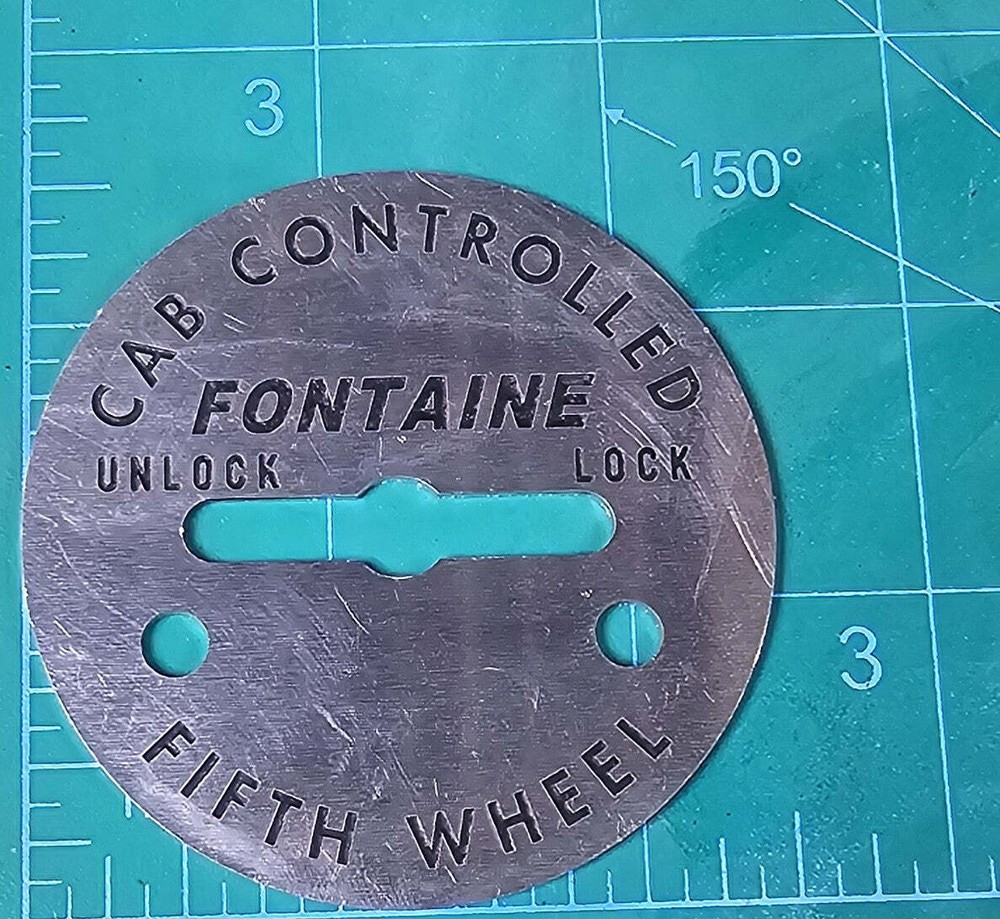 3
150°
CAB CONTROLLED
FONTAINE
UNLOCK LOCK
3
FIFTH WHEEL